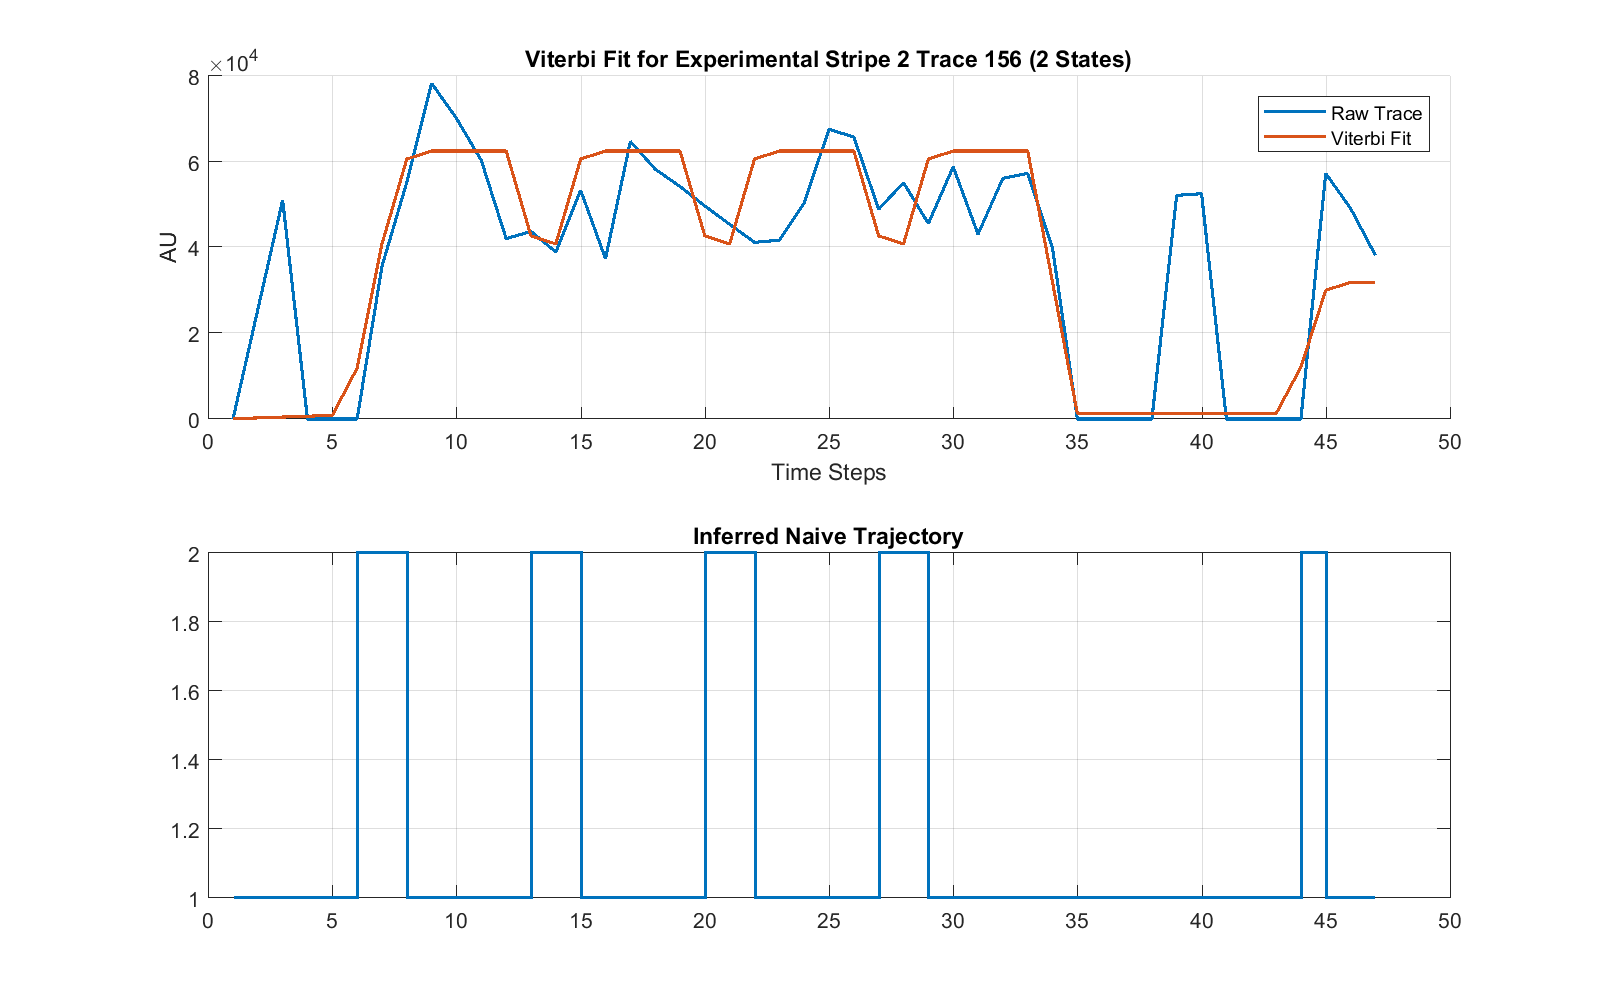 Viterbi Fit for Experimental Stripe 2 Trace 156 (2 States)
×10⁴
8
6
4
2
0
AU
Raw Trace
Viterbi Fit
0 5 10 15 20 25 30 35 40 45 50
Time Steps
Inferred Naive Trajectory
2
1.8
1.6
1.4
1.2
1
0 5 10 15 20 25 30 35 40 45 50